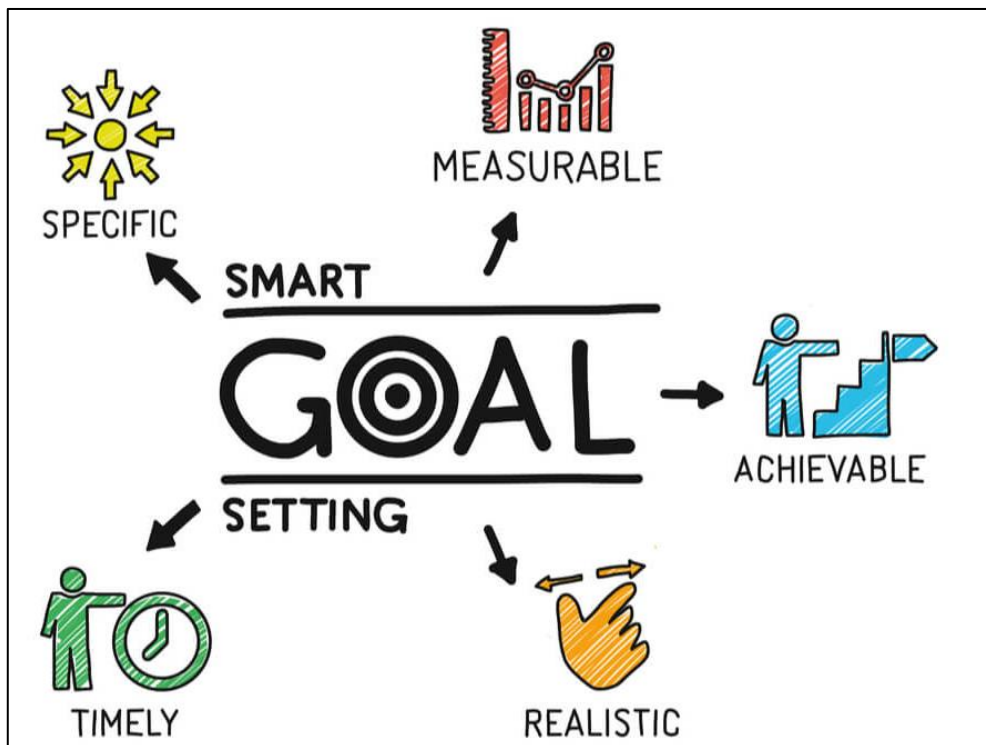 SMART
GOAL
SETTING
SPECIFIC
MEASURABLE
ACHIEVABLE
REALISTIC
TIMELY